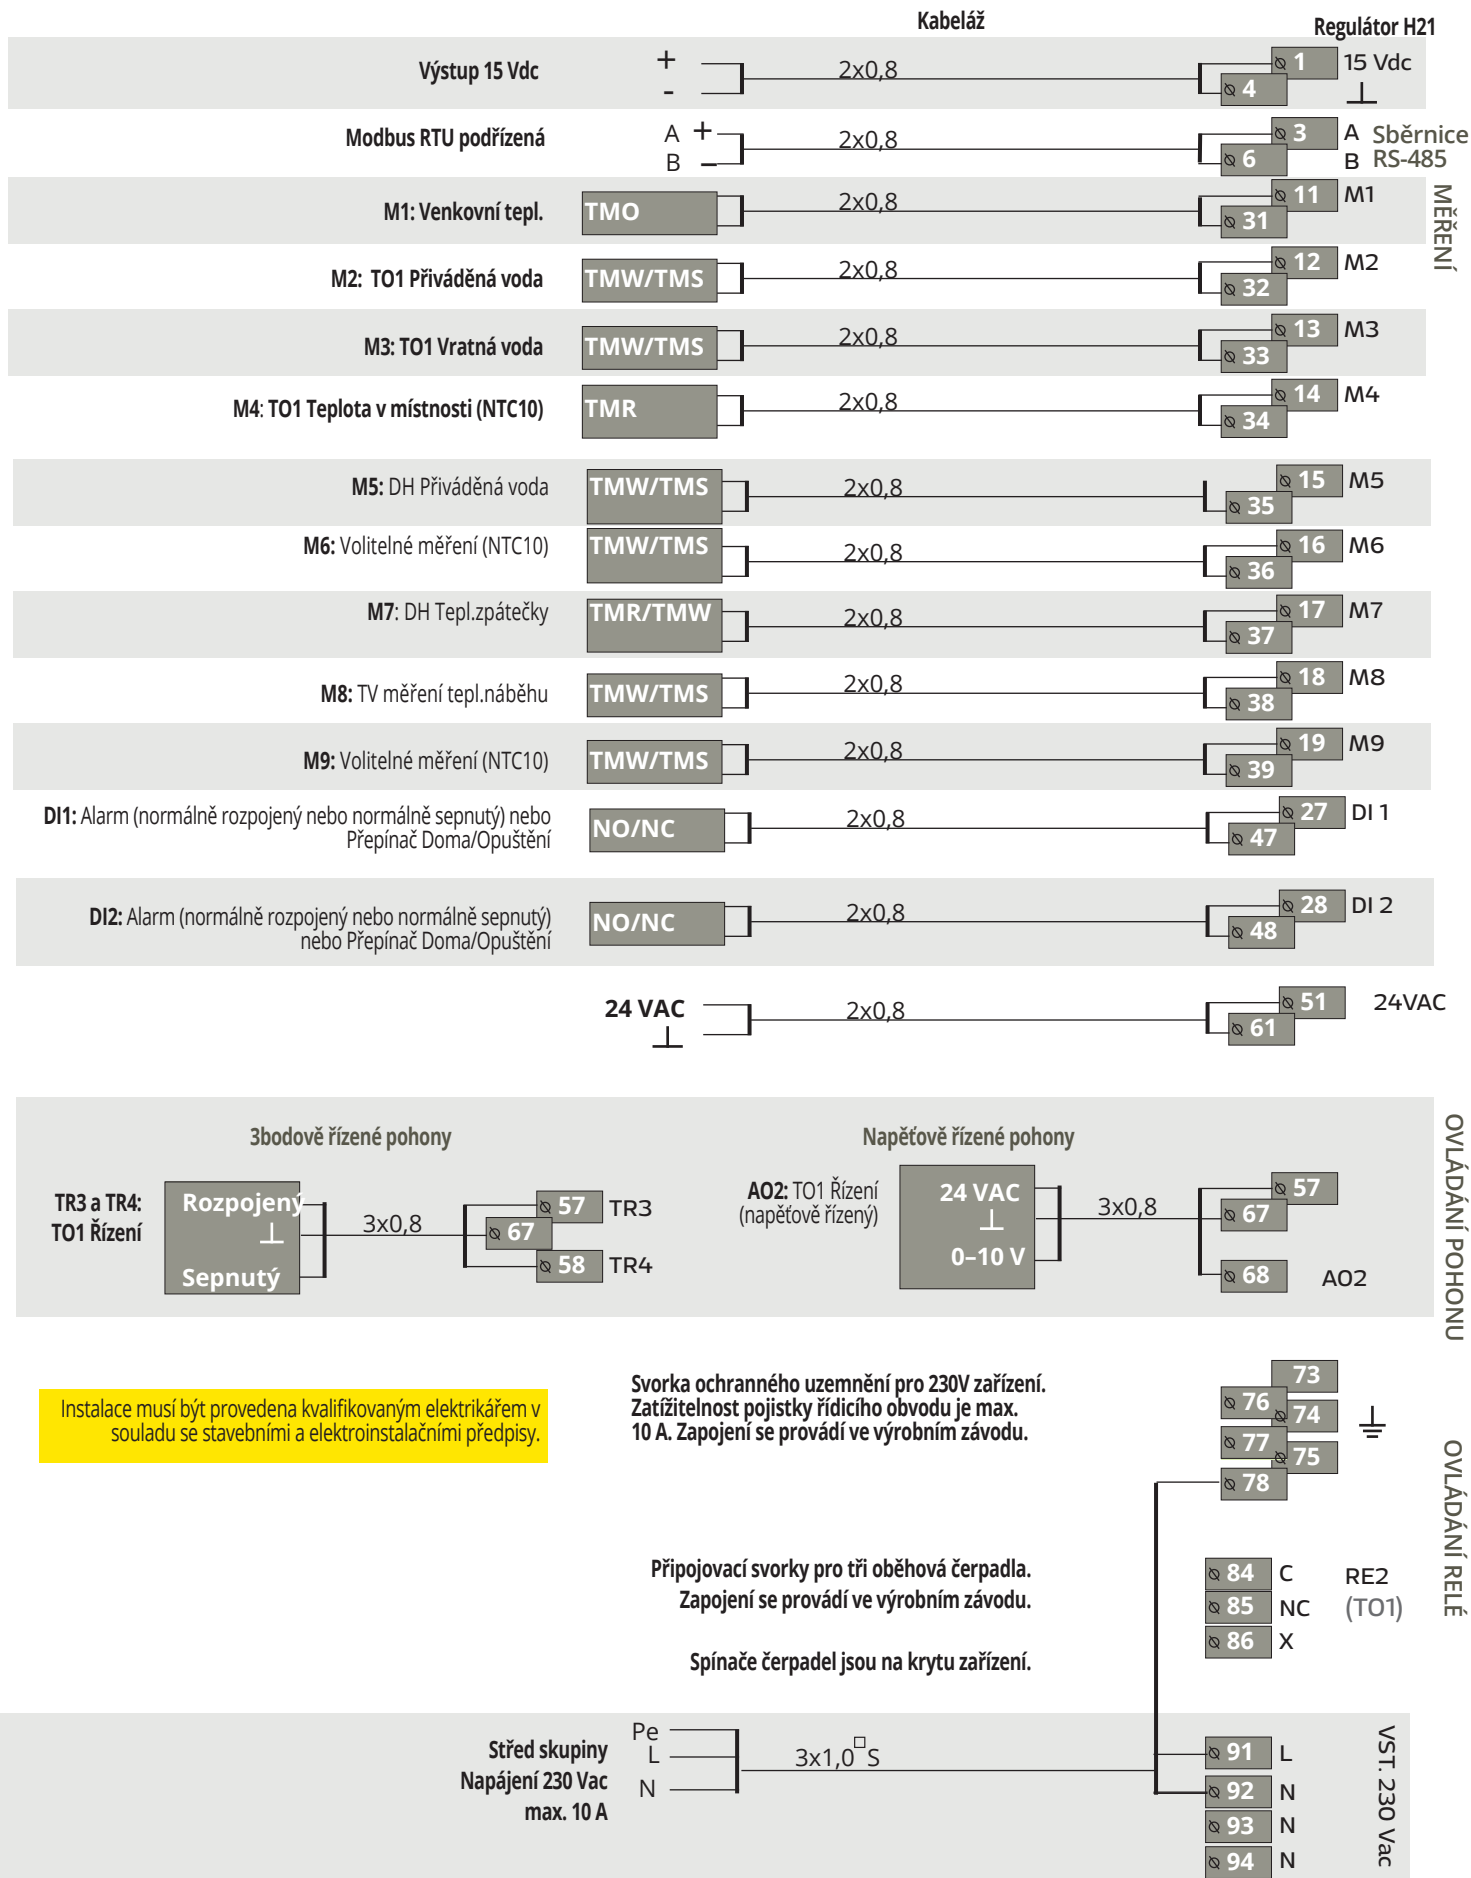 Kabeláž
Regulátor H21
Výstup 15 Vdc
+
-
2x0,8
1
4
15 Vdc
Modbus RTU podřízená
A +
B −
2x0,8
3
6
A
B
Sběrnice
RS-485
MĚŘENÍ
M1: Venkovní tepl.
TMO
2x0,8
11
31
M1
M2: TO1 Přiváděná voda
TMW/TMS
2x0,8
12
32
M2
M3: TO1 Vratná voda
TMW/TMS
2x0,8
13
33
M3
M4: TO1 Teplota v místnosti (NTC10)
TMR
2x0,8
14
34
M4
M5: DH Přiváděná voda
TMW/TMS
2x0,8
15
35
M5
M6: Volitelné měření (NTC10)
TMW/TMS
2x0,8
16
36
M6
M7: DH Tepl.zpátečky
TMR/TMW
2x0,8
17
37
M7
M8: TV měření tepl.náběhu
TMW/TMS
2x0,8
18
38
M8
M9: Volitelné měření (NTC10)
TMW/TMS
2x0,8
19
39
M9
DI1: Alarm (normálně rozpojený nebo normálně sepnutý) nebo
Přepínač Doma/Opuštění
NO/NC
2x0,8
27
47
DI 1
DI2: Alarm (normálně rozpojený nebo normálně sepnutý)
nebo Přepínač Doma/Opuštění
NO/NC
2x0,8
28
48
DI 2
24 VAC
2x0,8
51
61
24VAC
OVLÁDÁNÍ POHONU
3bodově řízené pohony
TR3 a TR4:
TO1 Řízení
Rozpojený
Sepnutý
3x0,8
57
67
58
TR3
TR4
Napěťově řízené pohony
AO2: TO1 Řízení
(napěťově řízený)
24 VAC
0–10 V
3x0,8
57
67
68
AO2
Instalace musí být provedena kvalifikovaným elektrikářem v
souladu se stavebními a elektroinstalačními předpisy.
Svorka ochranného uzemnění pro 230V zařízení.
Zatížitelnost pojistky řídicího obvodu je max.
10 A. Zapojení se provádí ve výrobním závodu.
73
76
74
77
75
78
OVLÁDÁNÍ RELÉ
Připojovací svorky pro tři oběhová čerpadla.
Zapojení se provádí ve výrobním závodu.
Spínače čerpadel jsou na krytu zařízení.
84 C
85 NC
86 X
RE2
(TO1)
Střed skupiny
Napájení 230 Vac
max. 10 A
Pe
L
N
3x1,0□S
91 L
92 N
93 N
94 N
VST. 230 Vac